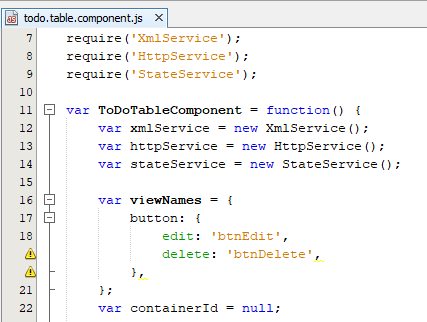 todo.table.component.js
7 require('XmlService');
8 require('HttpService');
9 require('StateService');
10
11 var ToDoTableComponent = function() {
12 var xmlService = new XmlService();
13 var httpService = new HttpService();
14 var stateService = new StateService();
15
16 var viewNames = {
17 button: {
18 edit: 'btnEdit',
delete: 'btnDelete',
},
21 };
22 var containerId = null;